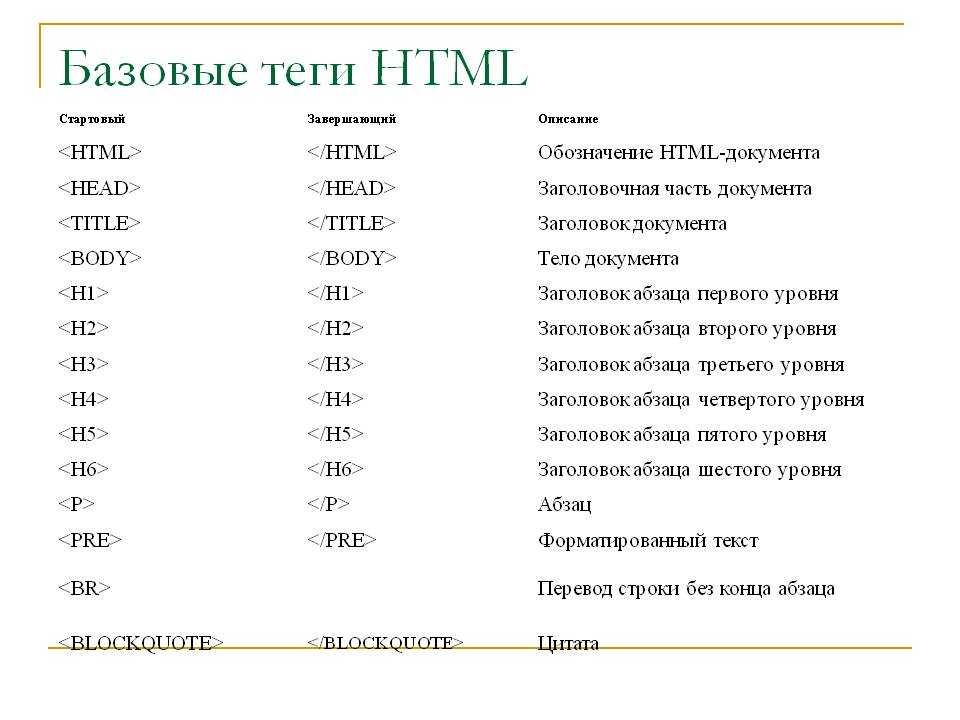 Базовые теги HTML
Стартовый Завершающий Описание
<HTML> </HTML> Обозначение HTML-документа
<HEAD> </HEAD> Заголовочная часть документа
<TITLE> </TITLE> Заголовок документа
<BODY> </BODY> Тело документа
<H1> </H1> Заголовок абзаца первого уровня
<H2> </H2> Заголовок абзаца второго уровня
<H3> </H3> Заголовок абзаца третьего уровня
<H4> </H4> Заголовок абзаца четвертого уровня
<H5> </H5> Заголовок абзаца пятого уровня
<H6> </H6> Заголовок абзаца шестого уровня
<P> </P> Абзац
<PRE> </PRE> Форматированный текст
<BR> Перевод строки без конца абзаца
<BLOCKQUOTE> </BLOCKQUOTE> Цитата